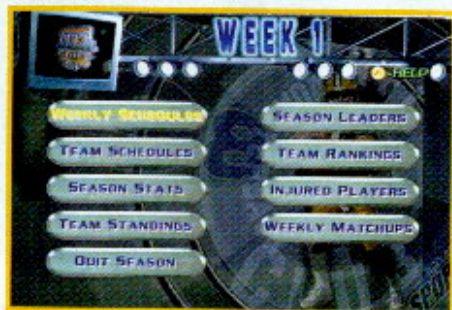 WEEK 1
HELP
WEEKLY SCHEDULES
SEASON LEADERS
TEAM SCHEDULES
TEAM RANKINGS
SEASON STATS
INJURED PLAYERS
TEAM STANDINGS
WEEKLY MATCHUPS
QUIT SEASON
SPOR